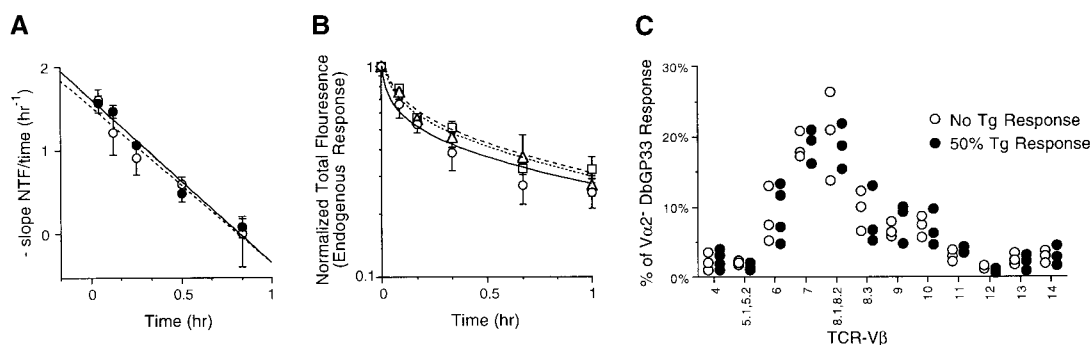 A
- slope NTF/time (hr-1)
2
1
0
0
0.5
1
Time (hr)
B
Normalized Total Flouresence
(Endogenous Response)
1
0.1
0
0.5
1
Time (hr)
C
% of Vα2- DbGP33 Response
30%
20%
10%
0%
No Tg Response
50% Tg Response
4
5.1,5.2
6
7
8.1,8.2
8.3
9
10
11
12
13
14
TCR-Vβ